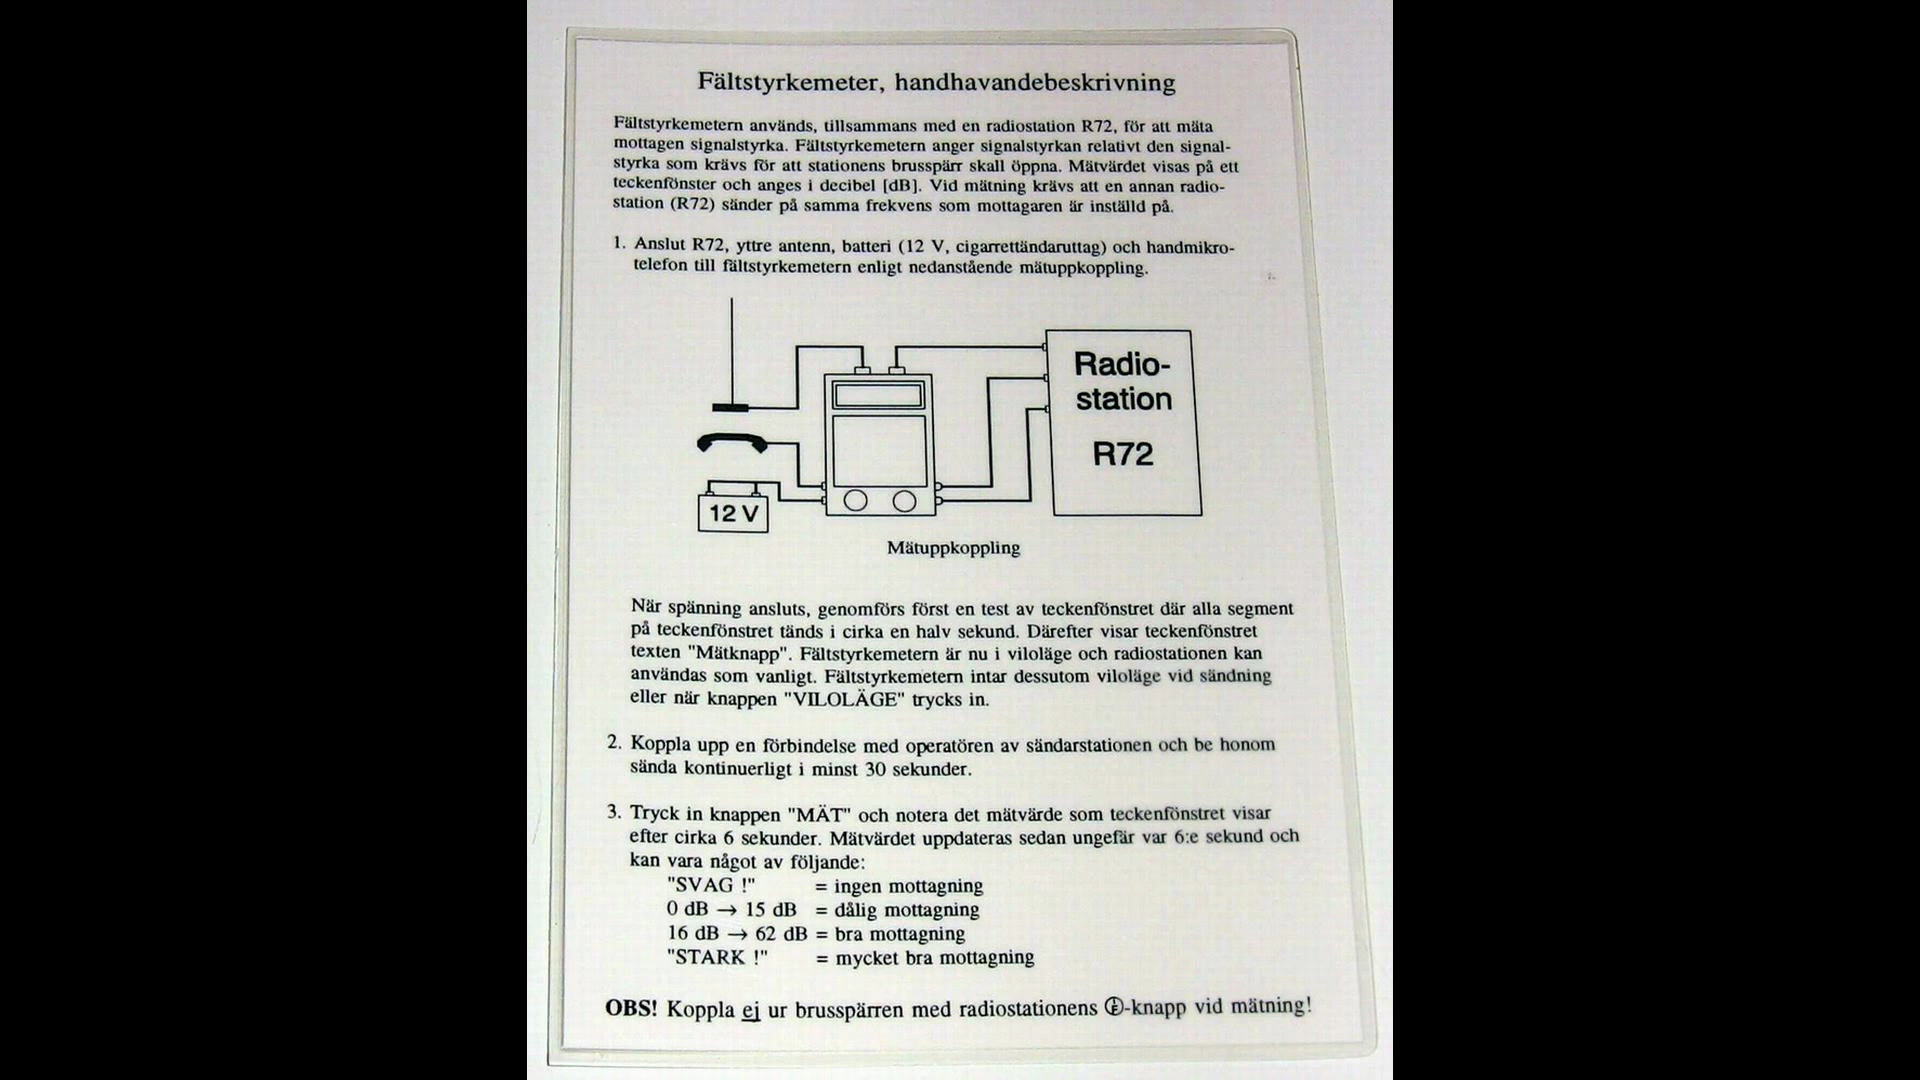 Fältstyrkemeter, handhavandebeskrivning
Fältstyrkemetern används, tillsammans med en radiostation R72, för att mäta
mottagen signalstyrka. Fältstyrkemetern anger signalstyrkan relativt den signal-
styrka som krävs för att stationens brusspärr skall öppna. Mätvärdet visas på ett
teckenfönster och anges i decibel [dB]. Vid mätning krävs att en annan radio-
station (R72) sänder på samma frekvens som mottagaren är inställd på.
1. Anslut R72, yttre antenn, batteri (12 V, cigarrettändaruttag) och handmikro-
telefon till fältstyrkemetern enligt nedanstående mätuppkoppling.
Radio-
station
R72
12 V
Mätuppkoppling
När spänning ansluts, genomförs först en test av teckenfönstret där alla segment
på teckenfönstret tänds i cirka en halv sekund. Därefter visar teckenfönstret
texten "Mätknapp". Fältstyrkemetern är nu i viloläge och radiostationen kan
användas som vanligt. Fältstyrkemetern intar dessutom viloläge vid sändning
eller när knappen "VILOLÄGE" trycks in.
2. Koppla upp en förbindelse med operatören av sändarstationen och be honom
sända kontinuerligt i minst 30 sekunder.
3. Tryck in knappen "MÄT" och notera det mätvärde som teckenfönstret visar
efter cirka 6 sekunder. Mätvärdet uppdateras sedan ungefär var 6:e sekund och
kan vara något av följande:
"SVAG !" = ingen mottagning
0 dB → 15 dB = dålig mottagning
16 dB → 62 dB = bra mottagning
"STARK !" = mycket bra mottagning
OBS! Koppla ej ur brusspärren med radiostationens -knapp vid mätning!